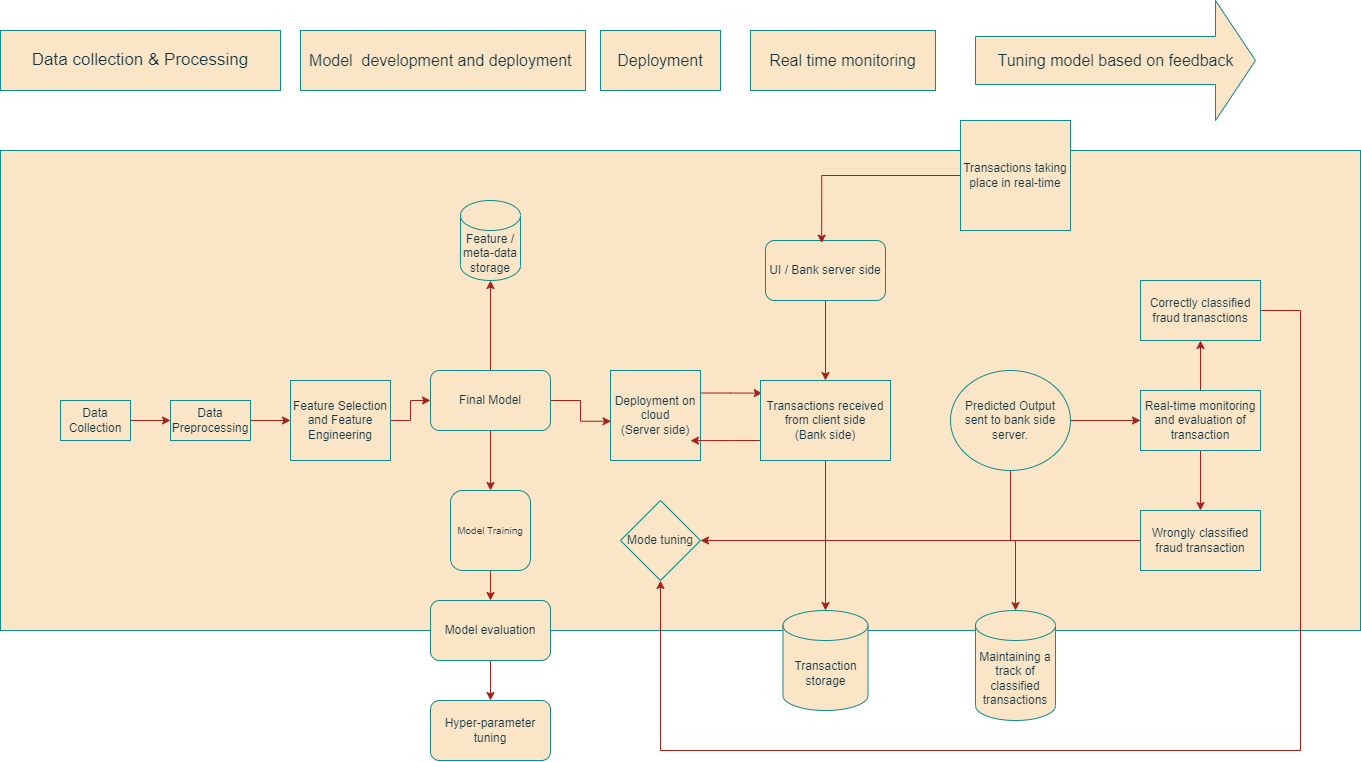 Data collection & Processing
Model  development and deployment
Deployment
Real time monitoring
Tuning model based on feedback
Transactions taking
place in real-time
Feature /
meta-data
storage
UI / Bank server side
Correctly classified
fraud tranasctions
Data
Collection
Data
Preprocessing
Feature Selection
and Feature
Engineering
Final Model
Deployment on
cloud
(Server side)
Transactions received
from client side
(Bank side)
Predicted Output
sent to bank side
server.
Real-time monitoring
and evaluation of
transaction
Model Training
Mode tuning
Wrongly classified
fraud transaction
Model evaluation
Transaction
storage
Maintaining a
track of
classified
transactions
Hyper-parameter
tuning